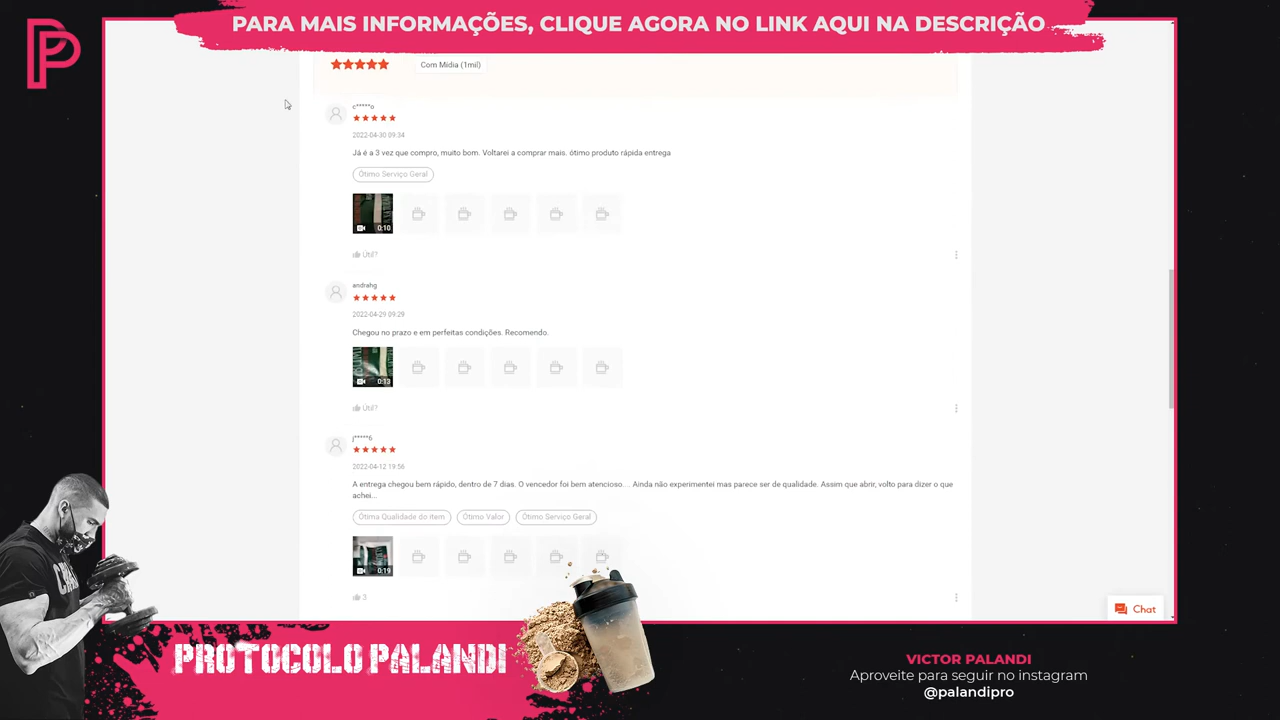 PARA MAIS INFORMAÇÕES, CLIQUE AGORA NO LINK AQUI NA DESCRIÇÃO
Com Mídia (1mil)
c*****o
2022-04-30 09:34
Já é a 3 vez que compro, muito bom. Voltarei a comprar mais. ótimo produto rápida entrega
Ótimo Serviço Geral
0:10
Útil?
andrahg
2022-04-29 09:29
Chegou no prazo e em perfeitas condições. Recomendo.
0:13
Útil?
j*****6
2022-04-12 19:56
A entrega chegou bem rápido, dentro de 7 dias. O vencedor foi bem atencioso... Ainda não experimentei mas parece ser de qualidade. Assim que abrir, volto para dizer o que
achei...
Ótima Qualidade do Item Ótimo Valor Ótimo Serviço Geral
0:19
3
Chat
PROTOCOLO PALANDI
VICTOR PALANDI
Aproveite para seguir no instagram
@palandipro